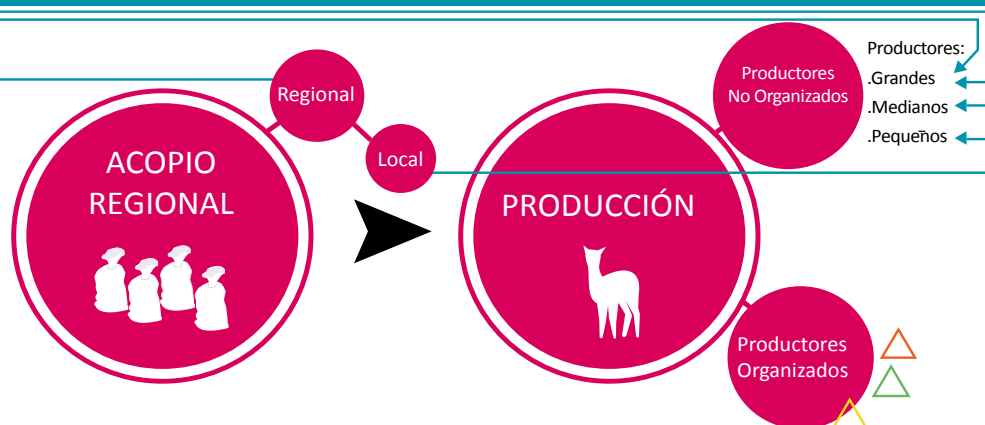 ACOPIO
REGIONAL
Regional
Local
PRODUCCIÓN
Productores
No Organizados
Productores:
.Grandes
.Medianos
.Pequeños
Productores
Organizados